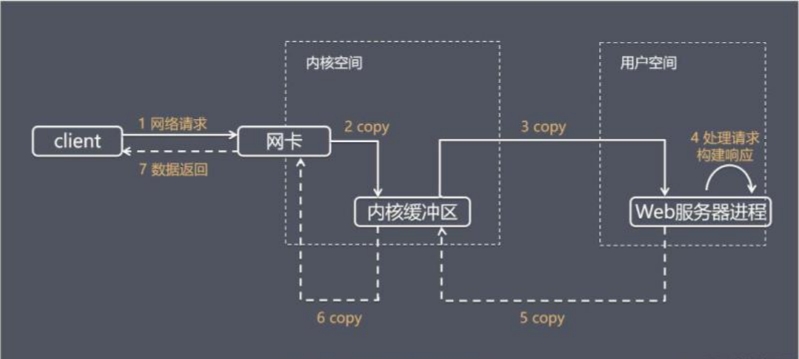 内核空间
用户空间
1 网络请求
2 copy
3 copy
4 处理请求
构建响应
client
网卡
7 数据返回
内核缓冲区
Web服务器进程
6 copy
5 copy